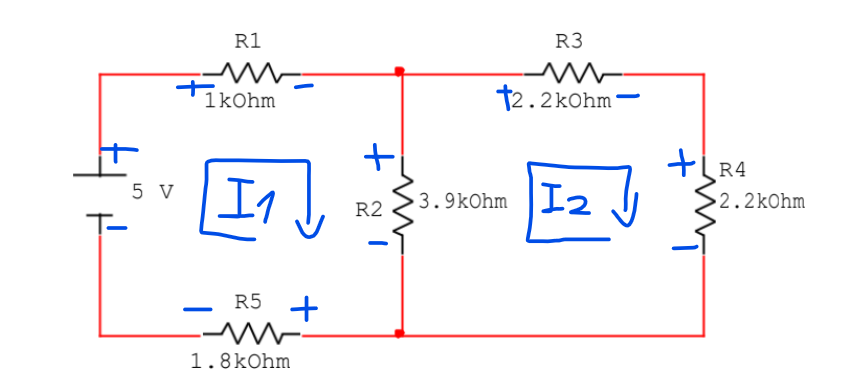 R1
R3
+ -
1kOhm
+ -
2.2kOhm
+
5 V
-
I1
+
R2
3.9kOhm
-
I2
+
R4
2.2kOhm
-
- R5 +
1.8kOhm